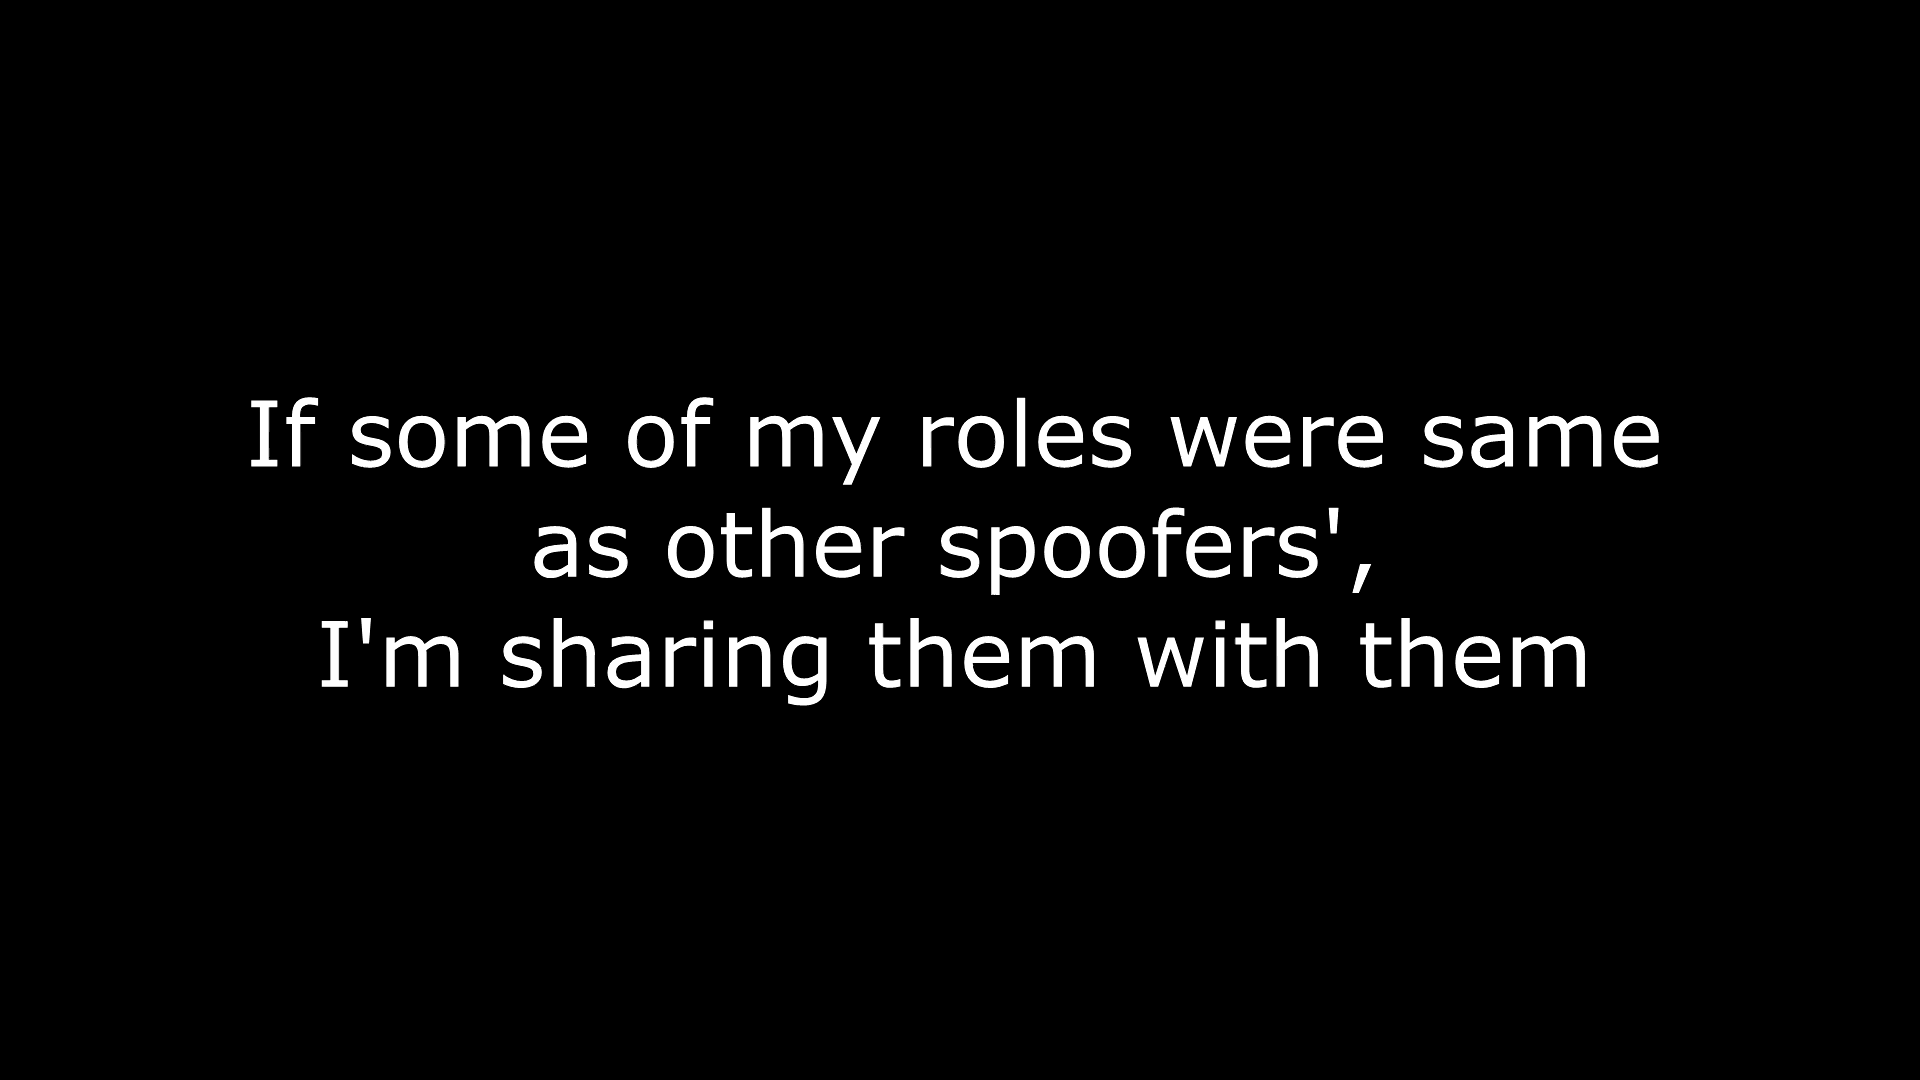 If some of my roles were same
as other spoofers',
I'm sharing them with them